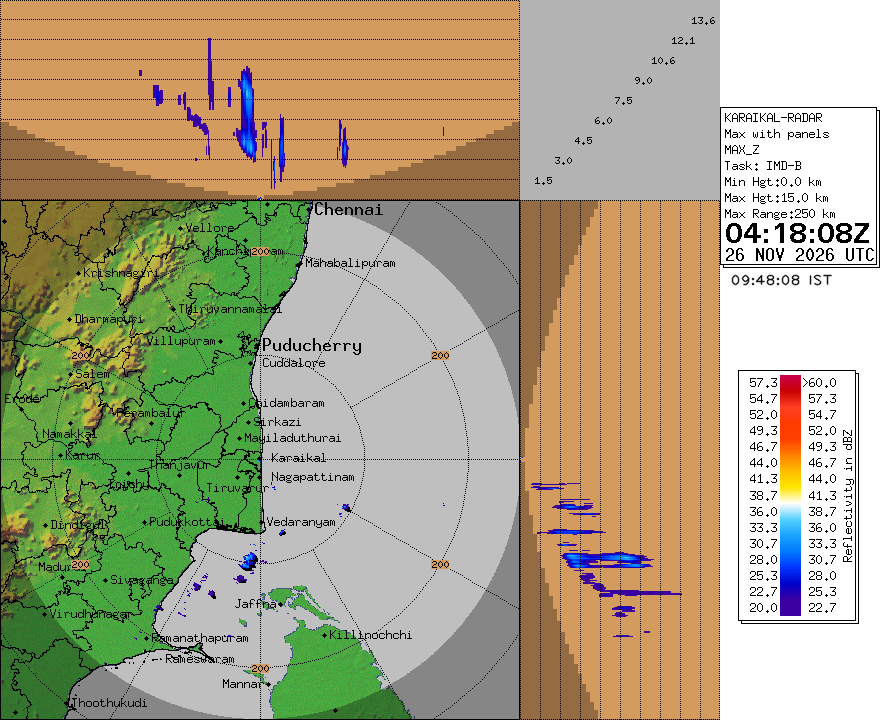 13.6
12.1
10.6
9.0
7.5
6.0
4.5
3.0
1.5
KARAIKAL-RADAR
Max with panels
MAX_Z
Task: IMD-B
Min Hgt:0.0 km
Max Hgt:15.0 km
Max Range:250 km
04:18:08Z
26 NOV 2026 UTC
09:48:08 IST
Chennai
Vellore
200
Mahabalipuram
Krishnagiri
Thiruvannamalai
Dharmapuri
Villupuram
Puducherry
200
200
Cuddalore
Salem
Erode
Chidambaram
Perambalur
Sirkazi
Namakkal
Mayiladuthurai
Karur
Karaikal
Thanjavur
Nagapattinam
Tiruvarur
Dindigul
Pudukkottai
Vedaranyam
200
200
Madur
Sivaganga
Jaffna
Virudhunagar
Ramanathapuram
Killinochchi
Rameswaram
200
Mannar
Thoothukudi
57.3 >60.0
54.7 57.3
52.0 54.7
49.3 52.0
46.7 49.3
44.0 46.7
41.3 44.0
38.7 41.3
36.0 38.7
33.3 36.0
30.7 33.3
28.0 30.7
25.3 28.0
22.7 25.3
20.0 22.7
Reflectivity in dBZ